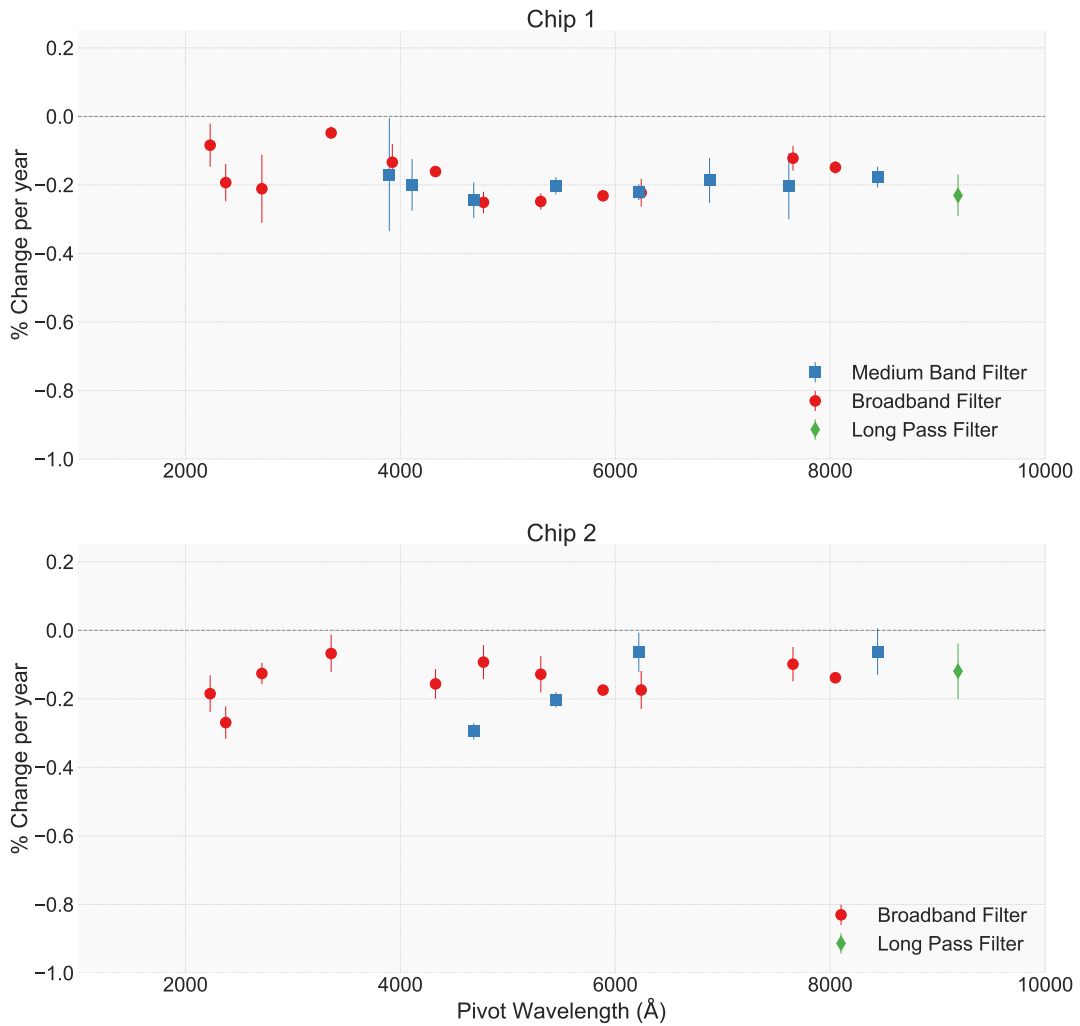 Chip 1
% Change per year
0.2
0.0
−0.2
−0.4
−0.6
−0.8
−1.0
Medium Band Filter
Broadband Filter
Long Pass Filter
2000 4000 6000 8000 10000
Chip 2
% Change per year
0.2
0.0
−0.2
−0.4
−0.6
−0.8
−1.0
Broadband Filter
Long Pass Filter
2000 4000 6000 8000 10000
Pivot Wavelength (Å)